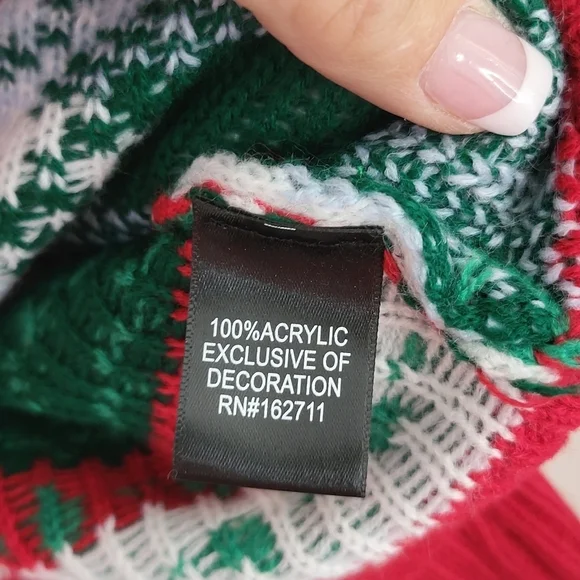 100%ACRYLIC
EXCLUSIVE OF
DECORATION
RN#162711